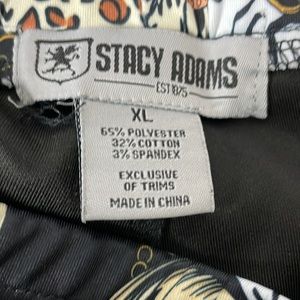 STACY ADAMS
EST 1875
XL
65% POLYESTER
32% COTTON
3% SPANDEX
EXCLUSIVE
OF TRIMS
MADE IN CHINA